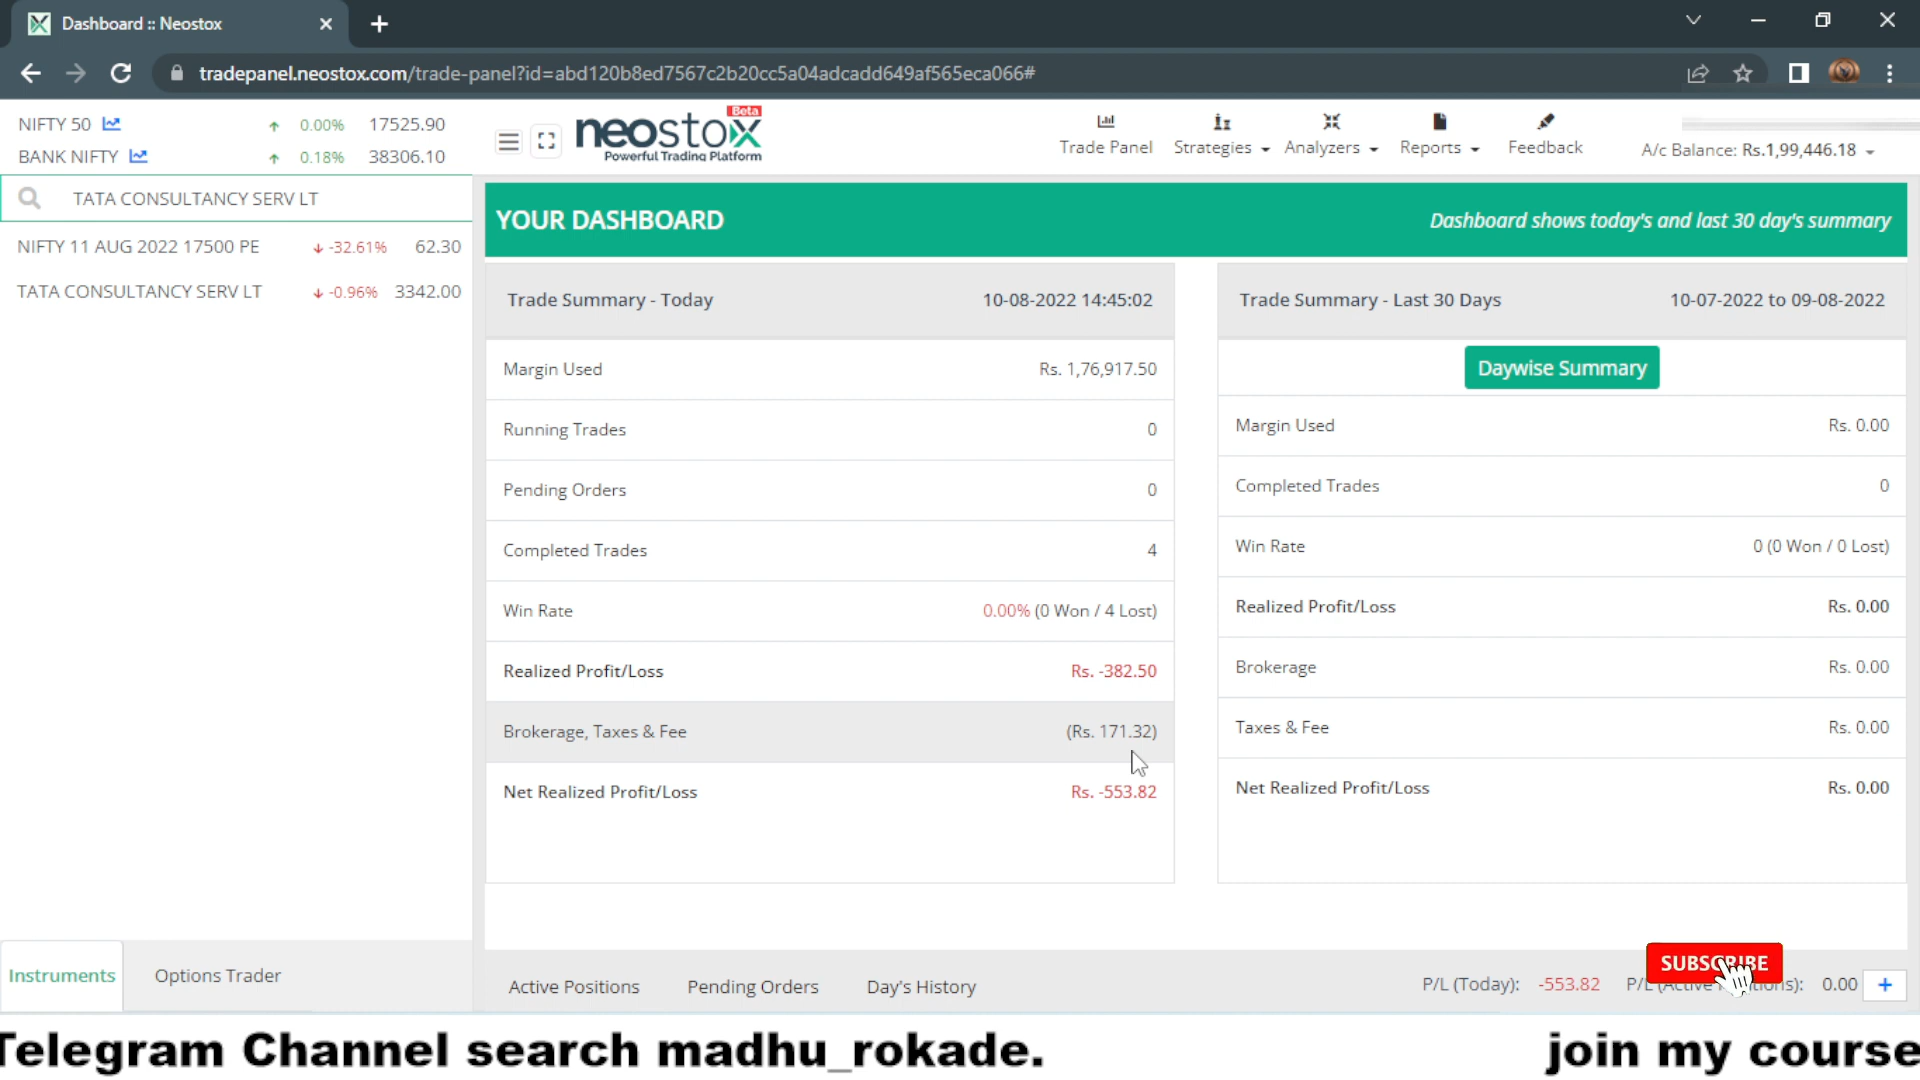 Dashboard :: Neostox
tradepanel.neostox.com/trade-panel?id=abd120b8ed7567c2b20cc5a04adcadd649af565eca066#
NIFTY 50 0.00% 17525.90
BANK NIFTY 0.18% 38306.10
neostox Beta
Powerful Trading Platform
Trade Panel Strategies Analyzers Reports Feedback
A/c Balance: Rs.1,99,446.18
TATA CONSULTANCY SERV LT
NIFTY 11 AUG 2022 17500 PE -32.61% 62.30
TATA CONSULTANCY SERV LT -0.96% 3342.00
YOUR DASHBOARD
Dashboard shows today's and last 30 day's summary
Trade Summary - Today 10-08-2022 14:45:02
Margin Used Rs. 1,76,917.50
Running Trades 0
Pending Orders 0
Completed Trades 4
Win Rate 0.00% (0 Won / 4 Lost)
Realized Profit/Loss Rs. -382.50
Brokerage, Taxes & Fee (Rs. 171.32)
Net Realized Profit/Loss Rs. -553.82
Trade Summary - Last 30 Days 10-07-2022 to 09-08-2022
Daywise Summary
Margin Used Rs. 0.00
Completed Trades 0
Win Rate 0 (0 Won / 0 Lost)
Realized Profit/Loss Rs. 0.00
Brokerage Rs. 0.00
Taxes & Fee Rs. 0.00
Net Realized Profit/Loss Rs. 0.00
Instruments Options Trader
Active Positions Pending Orders Day's History
P/L (Today): -553.82 P/L 0.00 +
SUBSCRIBE
Telegram Channel search madhu_rokade. join my course